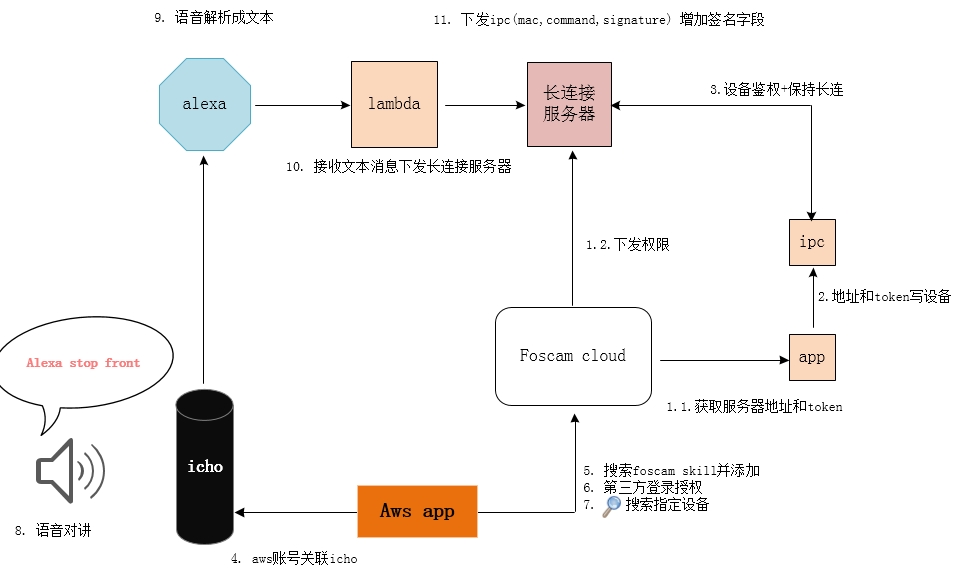 9. 语音解析成文本
11. 下发ipc(mac,command,signature) 增加签名字段
alexa
lambda
长连接
服务器
3.设备鉴权+保持长连
10. 接收文本消息下发长连接服务器
1.2.下发权限
ipc
2.地址和token写设备
Alexa stop front
Foscam cloud
app
1.1.获取服务器地址和token
icho
5. 搜索foscam skill并添加
6. 第三方登录授权
7. 搜索指定设备
Aws app
8. 语音对讲
4. aws账号关联icho